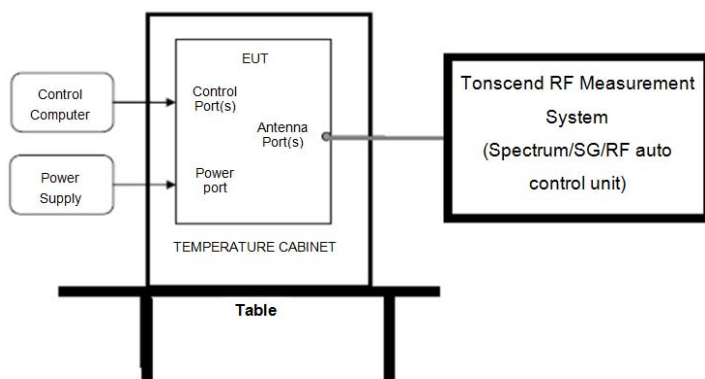 EUT
Control
Computer
Control
Port(s)
Antenna
Port(s)
Power
Supply
Power
port
TEMPERATURE CABINET
Table
Tonscend RF Measurement
System
(Spectrum/SG/RF auto
control unit)